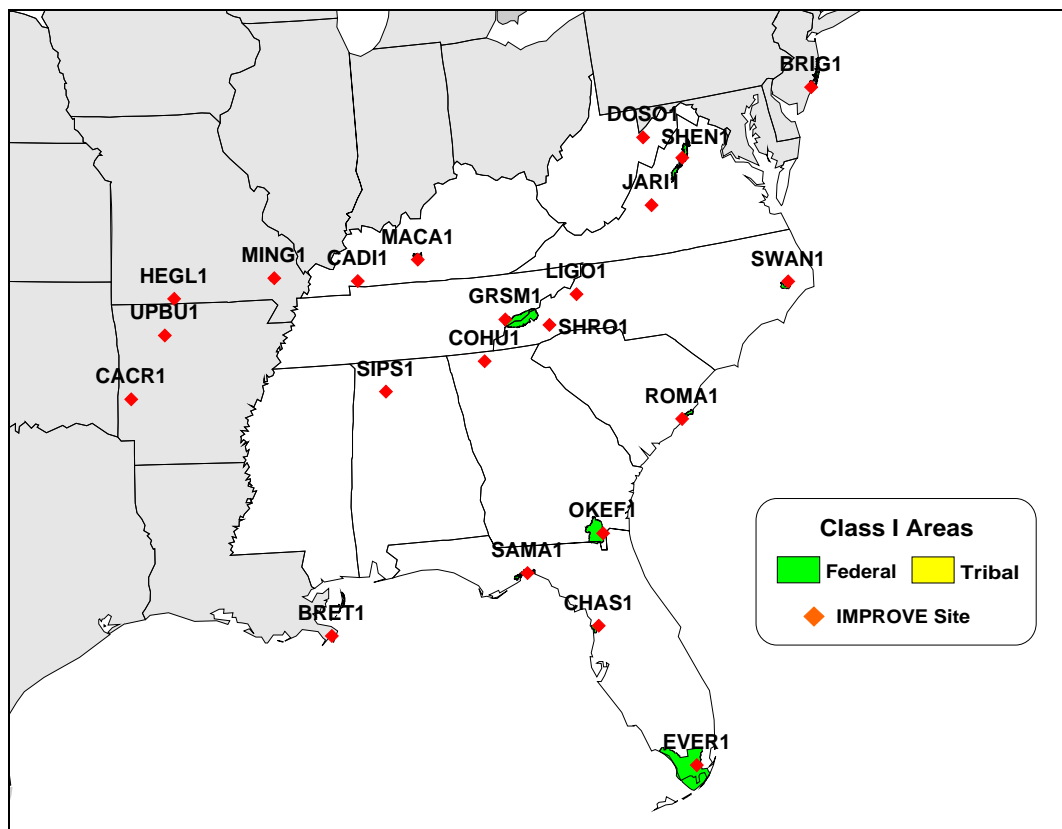 BRIG1
DOSO1
SHEN1
JARI1
MACA1
MING1
CADI1
SWAN1
HEGL1
LIGO1
GRSM1
UPBU1
SHRO1
COHU1
SIPS1
CACR1
ROMA1
OKEF1
SAMA1
CHAS1
BRET1
EVER1
Class I Areas
Federal
Tribal
IMPROVE Site